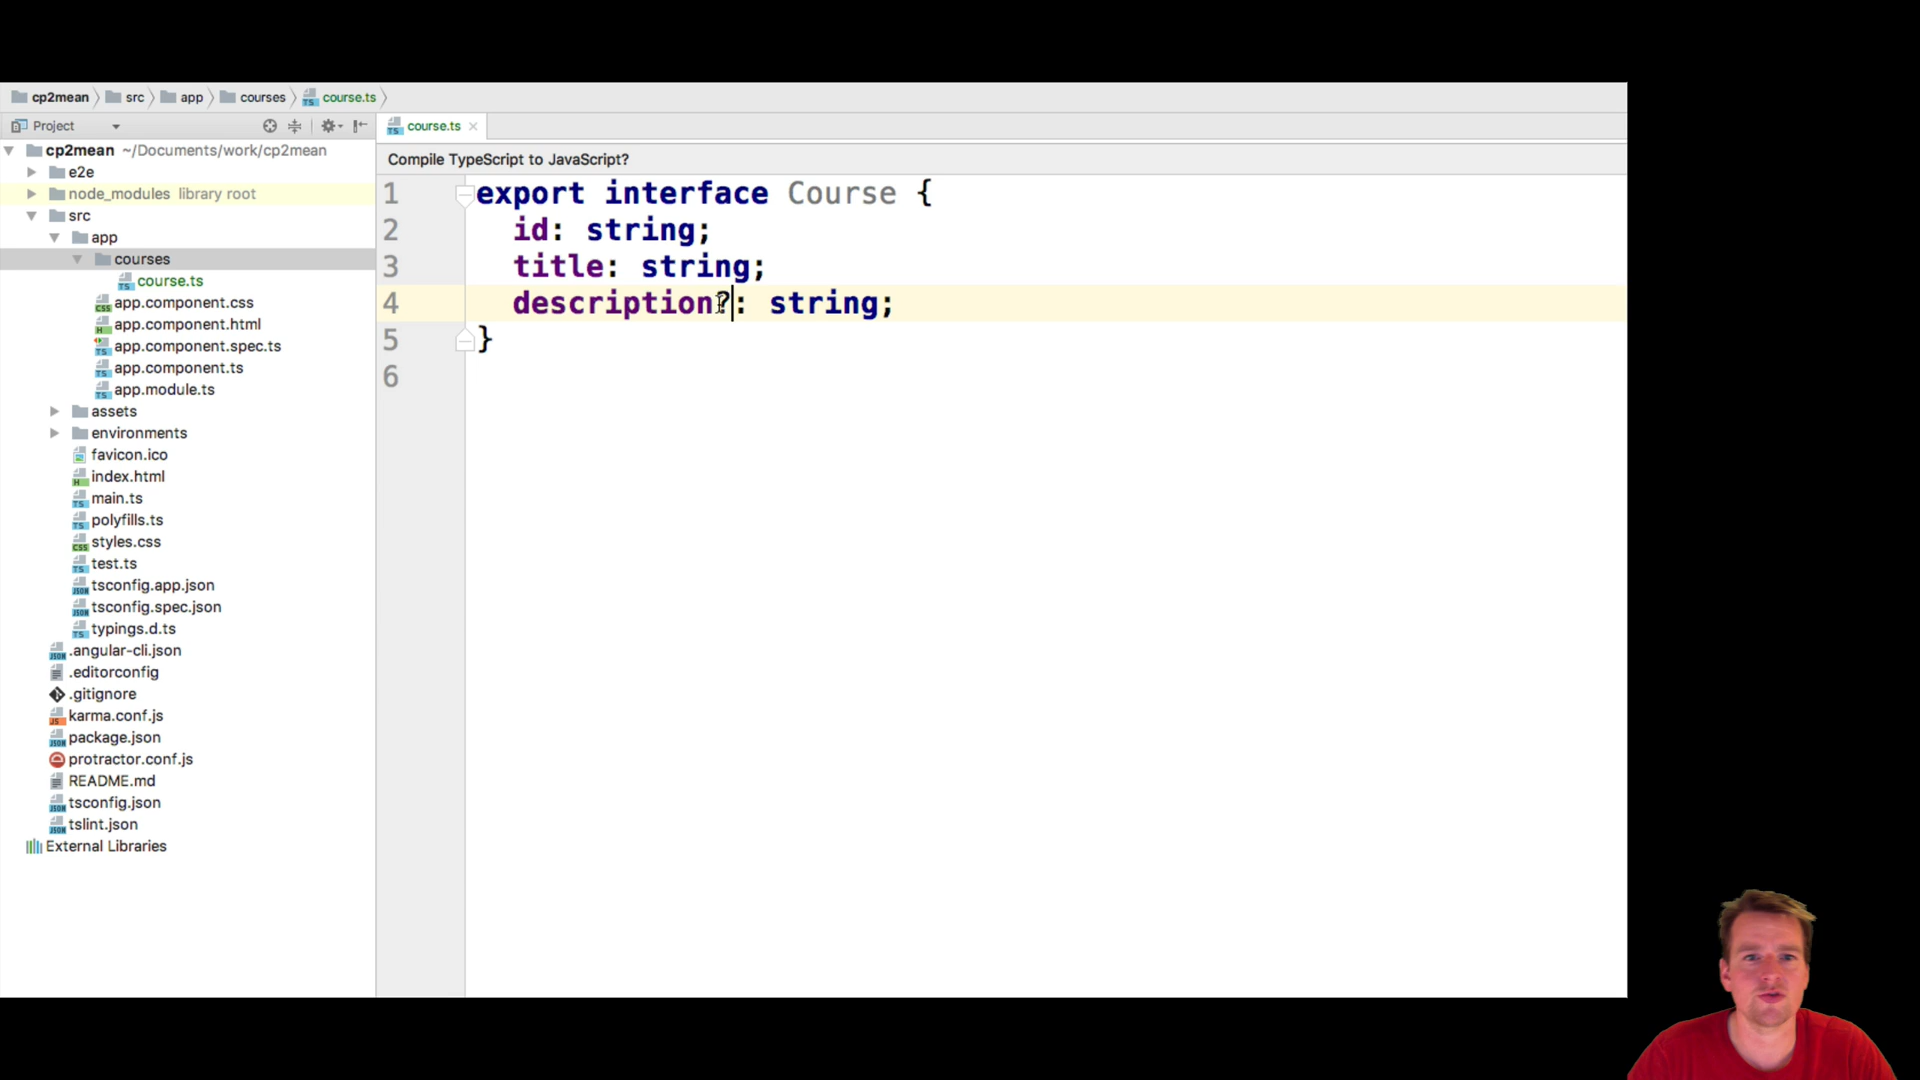 cp2mean src app courses course.ts
Project
course.ts
cp2mean ~/Documents/work/cp2mean
e2e
node_modules library root
src
app
courses
course.ts
app.component.css
app.component.html
app.component.spec.ts
app.component.ts
app.module.ts
assets
environments
favicon.ico
index.html
main.ts
polyfills.ts
styles.css
test.ts
tsconfig.app.json
tsconfig.spec.json
typings.d.ts
.angular-cli.json
.editorconfig
.gitignore
karma.conf.js
package.json
protractor.conf.js
README.md
tsconfig.json
tslint.json
External Libraries
Compile TypeScript to JavaScript?
1 export interface Course {
2 id: string;
3 title: string;
4 description?: string;
5 }
6